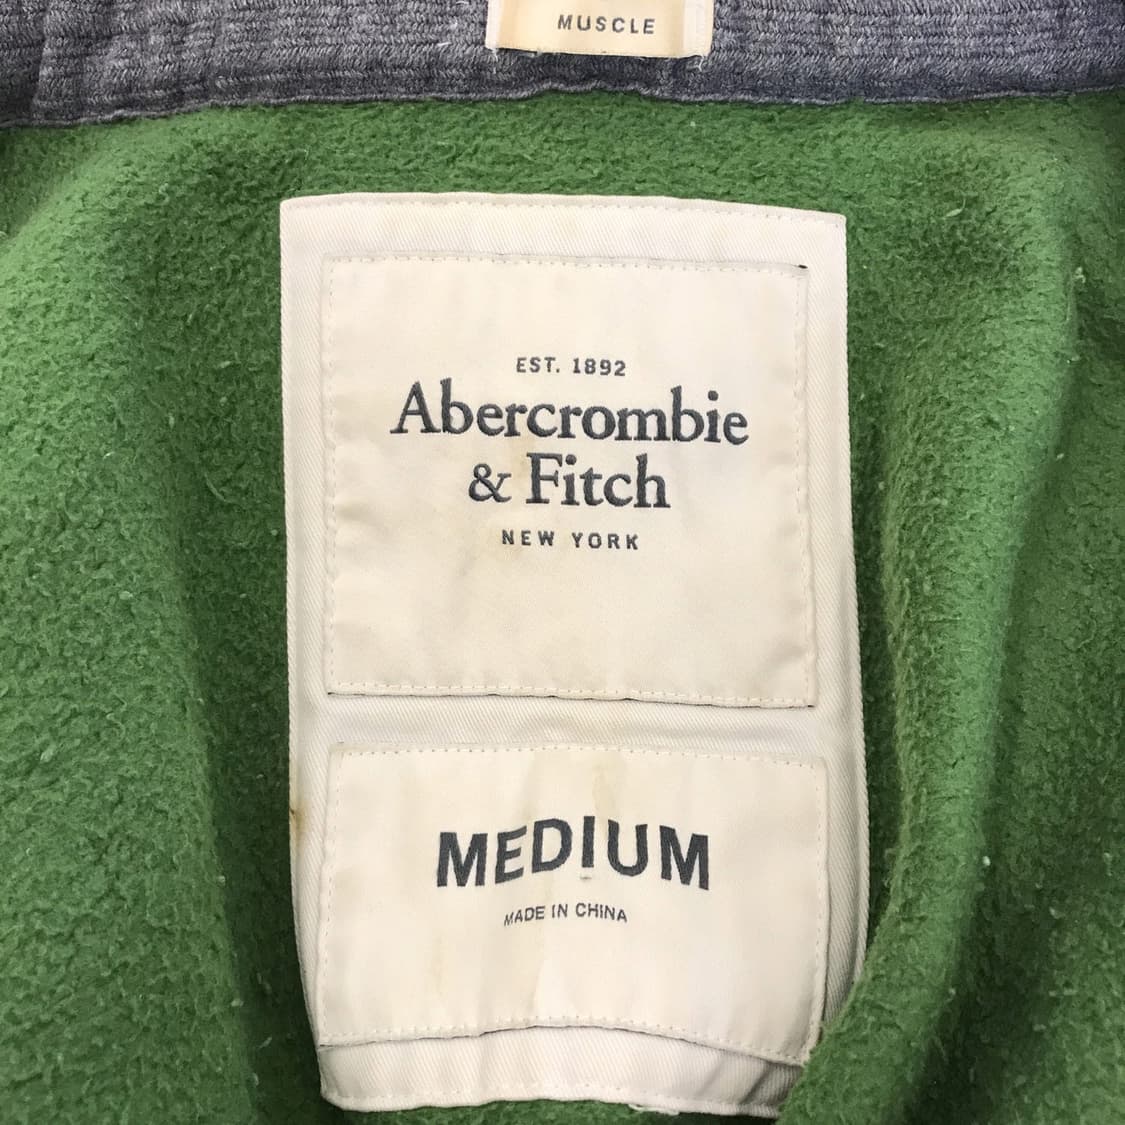 MUSCLE
EST. 1892
Abercrombie
& Fitch
NEW YORK
MEDIUM
MADE IN CHINA